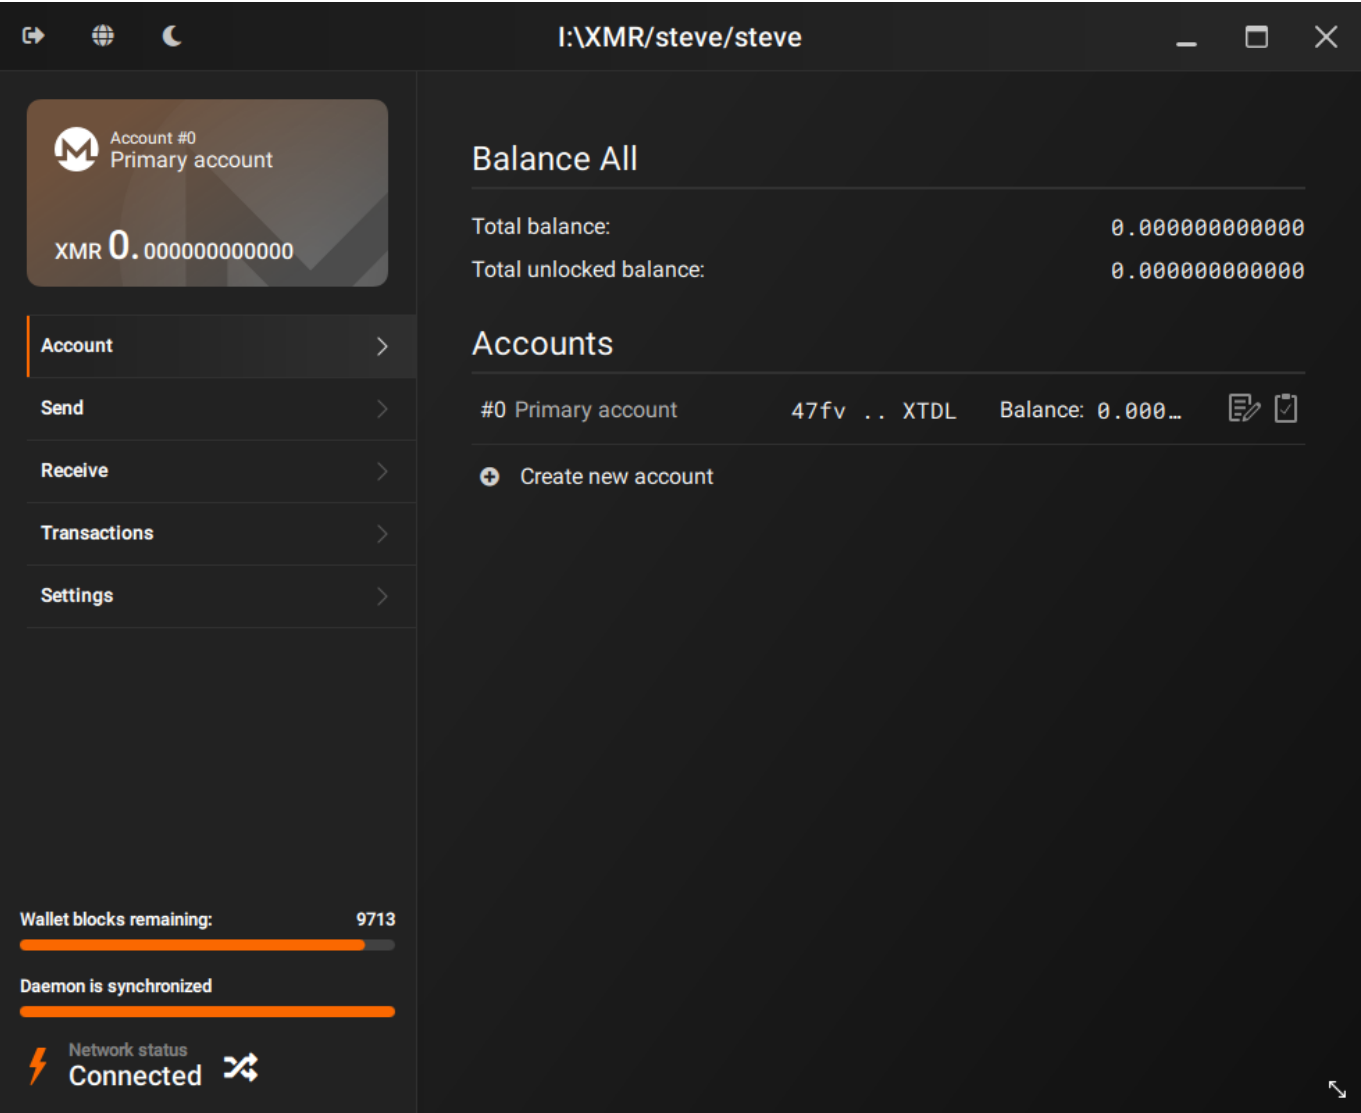 I:\XMR/steve/steve
Account #0
Primary account
XMR 0.000000000000
Account
Send
Receive
Transactions
Settings
Wallet blocks remaining: 9713
Daemon is synchronized
Network status
Connected
Balance All
Total balance: 0.000000000000
Total unlocked balance: 0.000000000000
Accounts
#0 Primary account 47fv .. XTDL Balance: 0.000…
Create new account